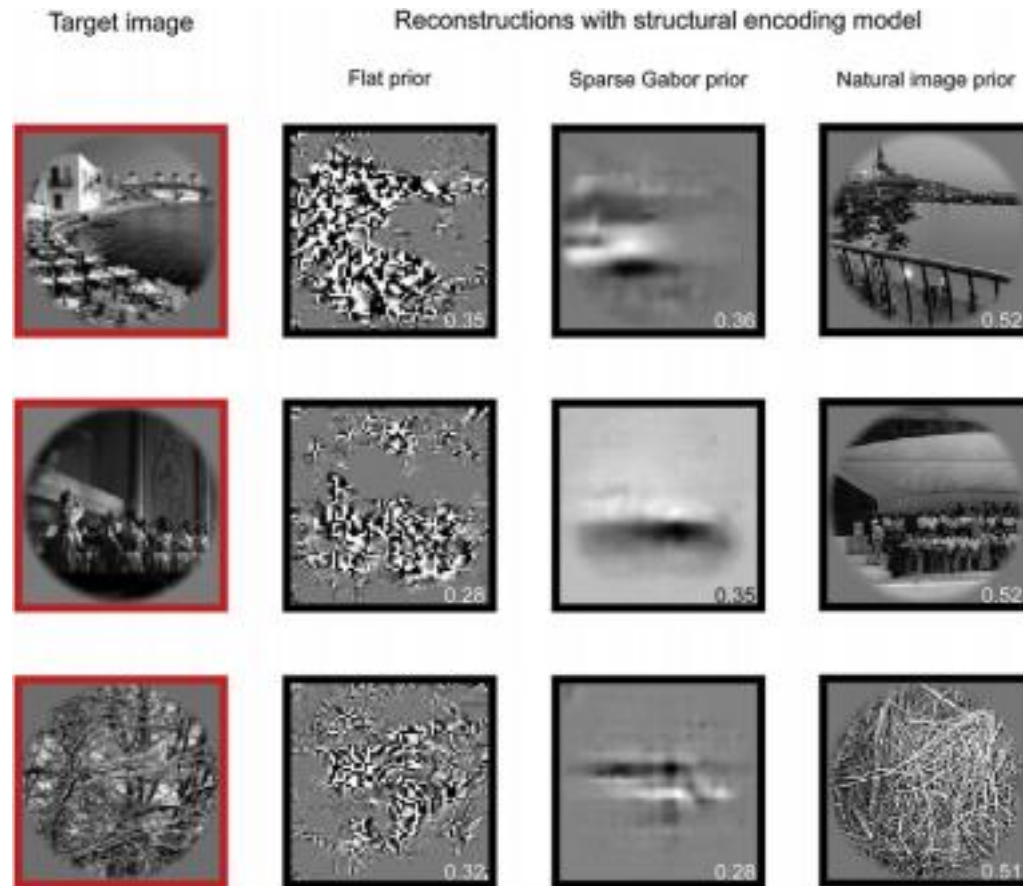 Target image
Reconstructions with structural encoding model
Flat prior
Sparse Gabor prior
Natural image prior
0.35
0.36
0.52
0.28
0.35
0.52
0.32
0.28
0.51